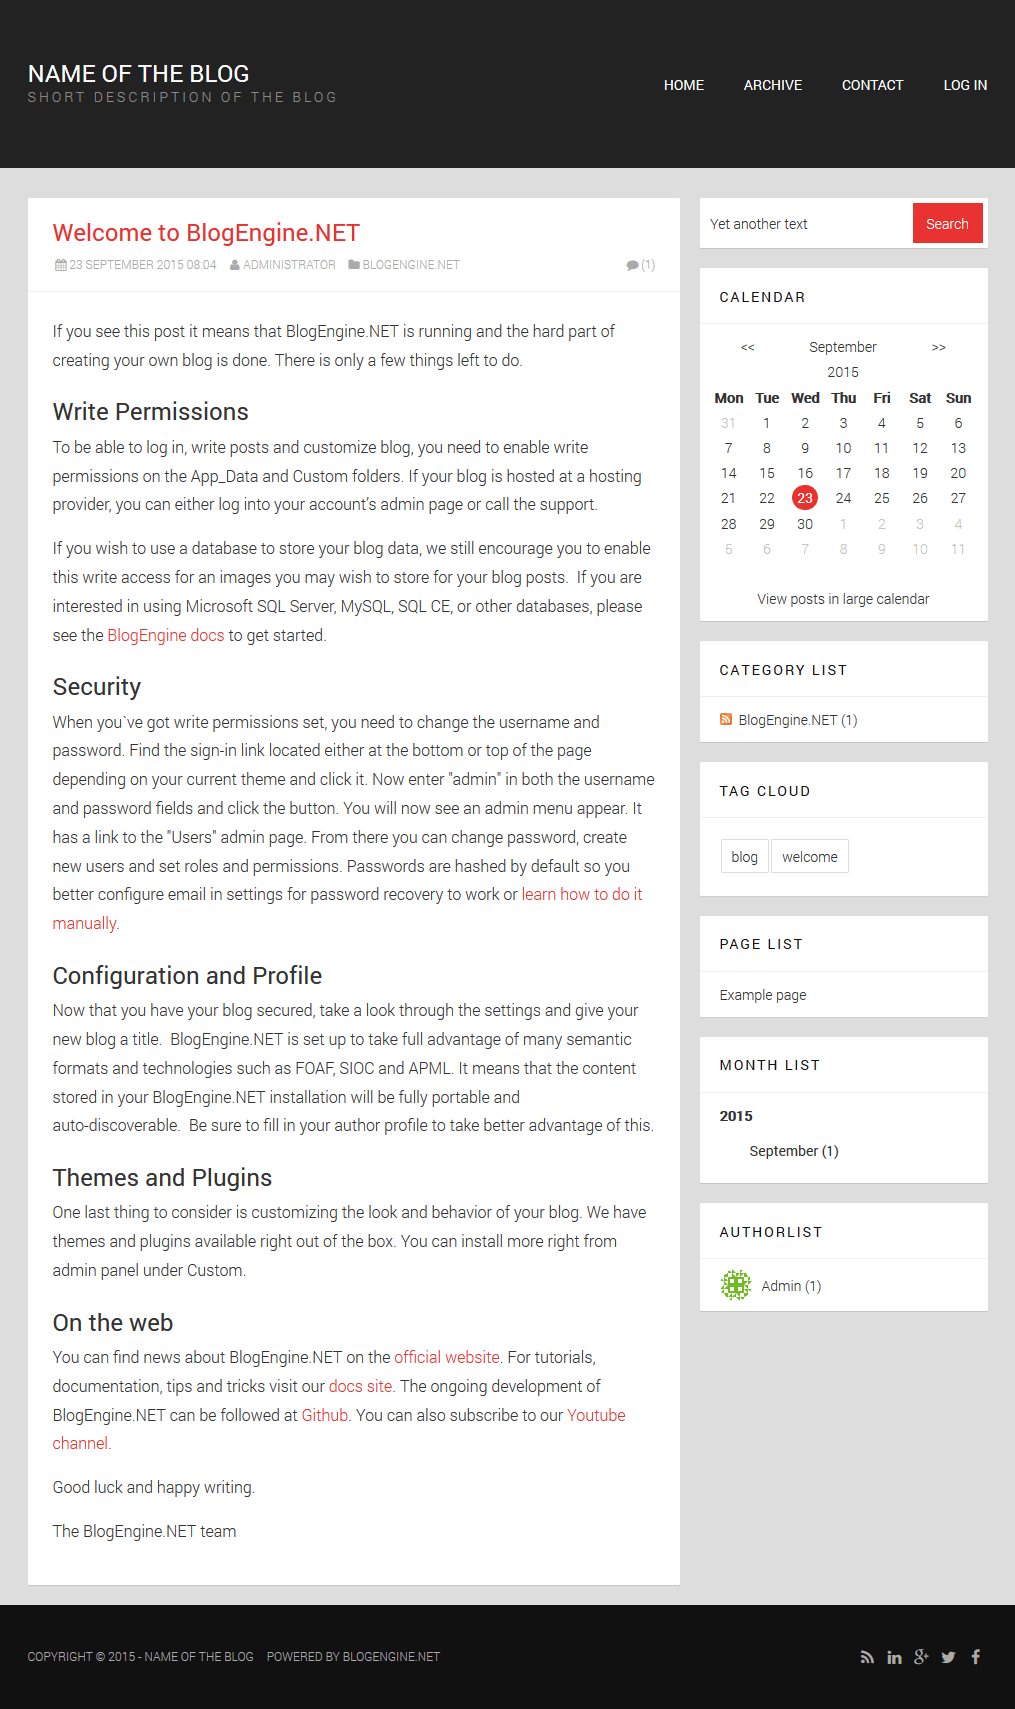 NAME OF THE BLOG
SHORT DESCRIPTION OF THE BLOG
HOME ARCHIVE CONTACT LOG IN
Welcome to BlogEngine.NET
23 SEPTEMBER 2015 08:04 ADMINISTRATOR BLOGENGINE.NET (1)
If you see this post it means that BlogEngine.NET is running and the hard part of
creating your own blog is done. There is only a few things left to do.
Write Permissions
To be able to log in, write posts and customize blog, you need to enable write
permissions on the App_Data and Custom folders. If your blog is hosted at a hosting
provider, you can either log into your account’s admin page or call the support.
If you wish to use a database to store your blog data, we still encourage you to enable
this write access for an images you may wish to store for your blog posts.  If you are
interested in using Microsoft SQL Server, MySQL, SQL CE, or other databases, please
see the BlogEngine docs to get started.
Security
When you`ve got write permissions set, you need to change the username and
password. Find the sign-in link located either at the bottom or top of the page
depending on your current theme and click it. Now enter "admin" in both the username
and password fields and click the button. You will now see an admin menu appear. It
has a link to the "Users" admin page. From there you can change password, create
new users and set roles and permissions. Passwords are hashed by default so you
better configure email in settings for password recovery to work or learn how to do it
manually.
Configuration and Profile
Now that you have your blog secured, take a look through the settings and give your
new blog a title.  BlogEngine.NET is set up to take full advantage of many semantic
formats and technologies such as FOAF, SIOC and APML. It means that the content
stored in your BlogEngine.NET installation will be fully portable and
auto-discoverable.  Be sure to fill in your author profile to take better advantage of this.
Themes and Plugins
One last thing to consider is customizing the look and behavior of your blog. We have
themes and plugins available right out of the box. You can install more right from
admin panel under Custom.
On the web
You can find news about BlogEngine.NET on the official website. For tutorials,
documentation, tips and tricks visit our docs site. The ongoing development of
BlogEngine.NET can be followed at Github. You can also subscribe to our Youtube
channel.
Good luck and happy writing.
The BlogEngine.NET team
Yet another text Search
CALENDAR
<< September >>
2015
Mon Tue Wed Thu Fri Sat Sun
31 1 2 3 4 5 6
7 8 9 10 11 12 13
14 15 16 17 18 19 20
21 22 23 24 25 26 27
28 29 30 1 2 3 4
5 6 7 8 9 10 11
View posts in large calendar
CATEGORY LIST
BlogEngine.NET (1)
TAG CLOUD
blog welcome
PAGE LIST
Example page
MONTH LIST
2015
September (1)
AUTHORLIST
Admin (1)
COPYRIGHT © 2015 - NAME OF THE BLOG POWERED BY BLOGENGINE.NET